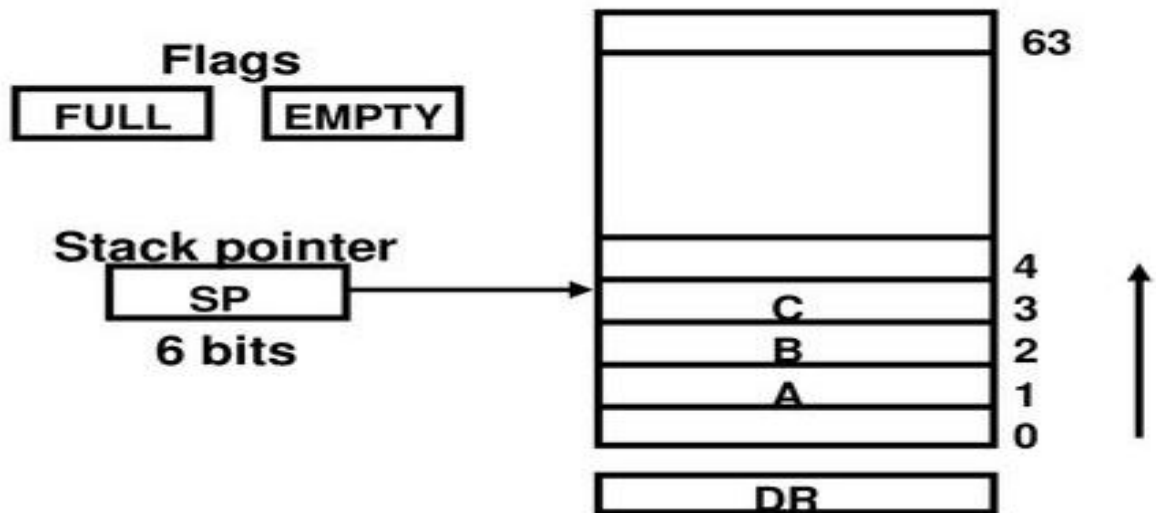 Flags
FULL
EMPTY
Stack pointer
SP
6 bits
63
4
C 3
B 2
A 1
0
DR